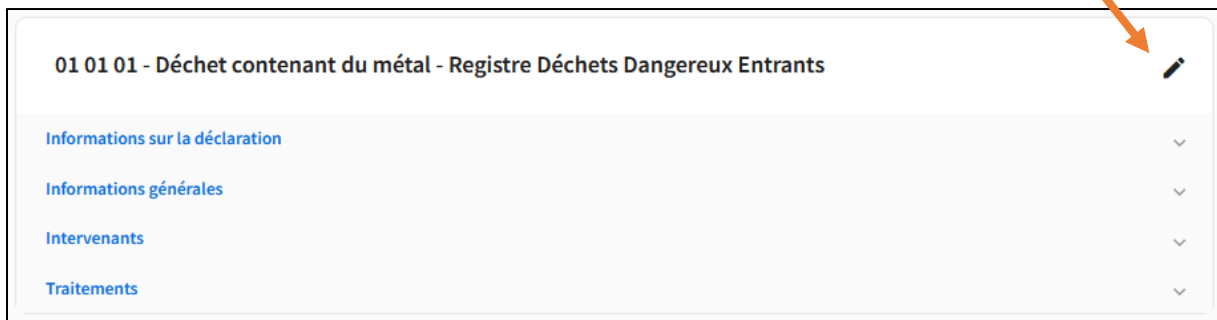 01 01 01 - Déchet contenant du métal - Registre Déchets Dangereux Entrants
Informations sur la déclaration
Informations générales
Intervenants
Traitements